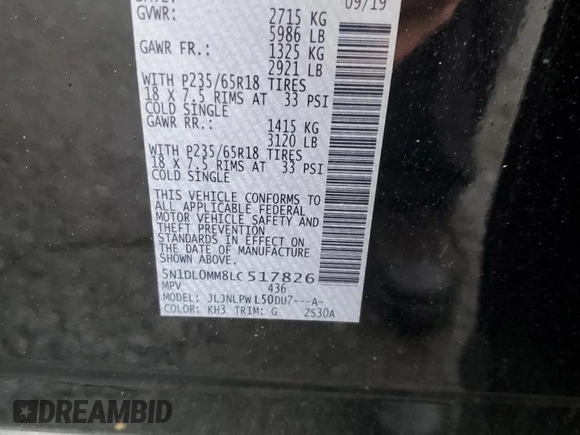 09/19
GVWR: 2715 KG
5986 LB
GAWR FR.: 1325 KG
2921 LB
WITH P235/65R18 TIRES
18 X 7.5 RIMS AT 33 PSI
COLD SINGLE
GAWR RR.: 1415 KG
3120 LB
WITH P235/65R18 TIRES
18 X 7.5 RIMS AT 33 PSI
COLD SINGLE
THIS VEHICLE CONFORMS TO
ALL APPLICABLE FEDERAL
MOTOR VEHICLE SAFETY AND
THEFT PREVENTION
STANDARDS IN EFFECT ON THE
DATE OF MANUFACTURE
SHOWN ABOVE.
5N1DL0MM8LC517826
MPV 436
MODEL: JLJNLPW L50DU7---A-
COLOR: KH3 TRIM: G ZS30A
DREAMBID